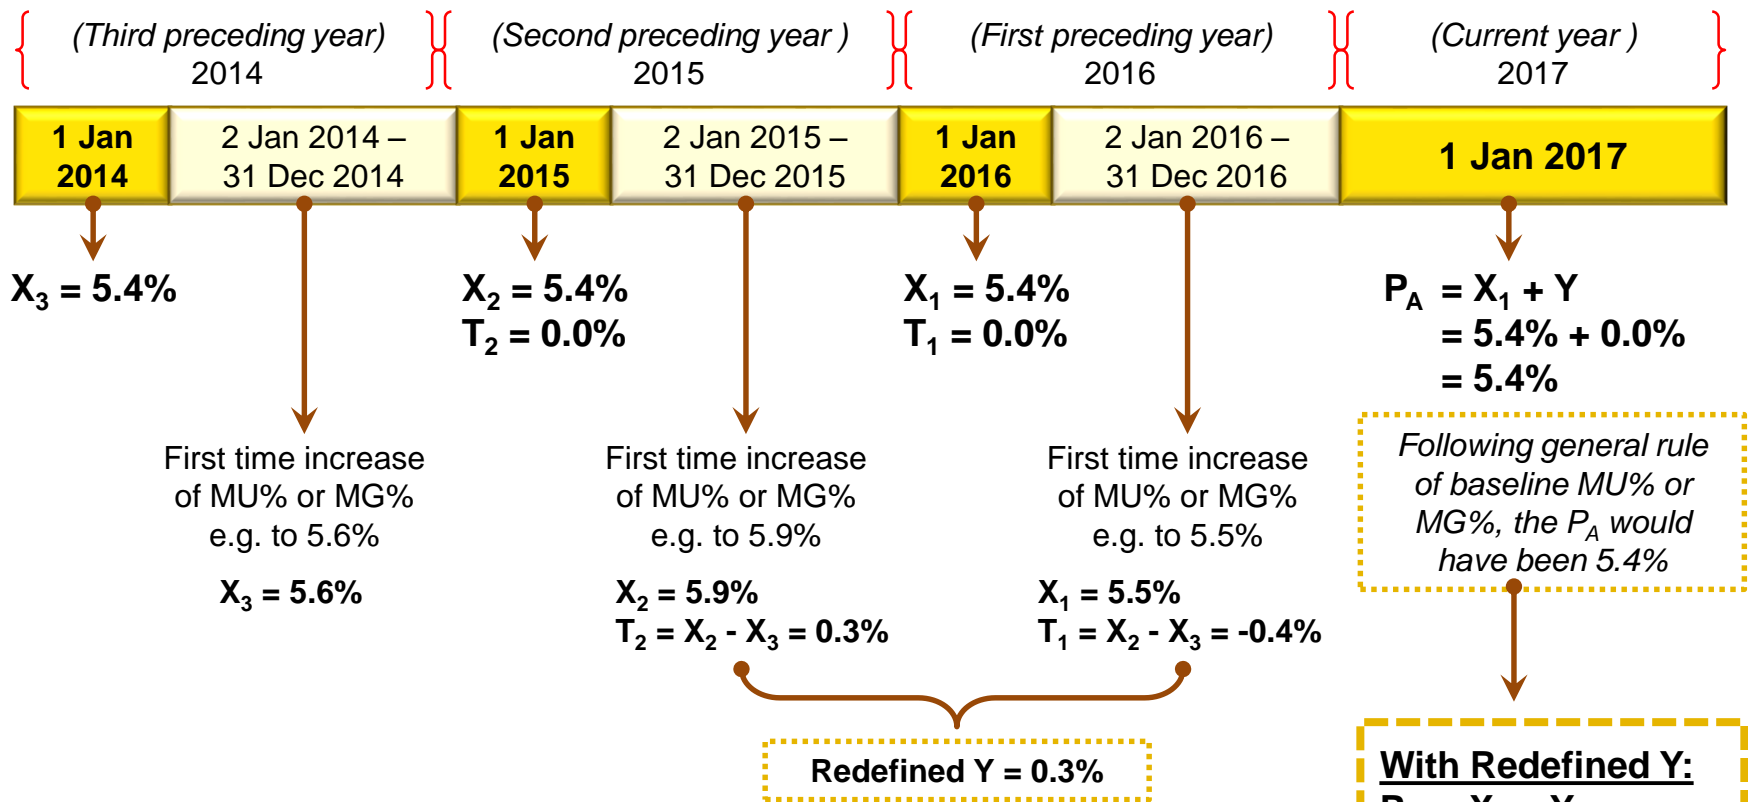 (Third preceding year)
2014
(Second preceding year )
2015
(First preceding year)
2016
(Current year )
2017
1 Jan
2014
2 Jan 2014 –
31 Dec 2014
1 Jan
2015
2 Jan 2015 –
31 Dec 2015
1 Jan
2016
2 Jan 2016 –
31 Dec 2016
1 Jan 2017
X3 = 5.4%
X2 = 5.4%
T2 = 0.0%
X1 = 5.4%
T1 = 0.0%
PA = X1 + Y
= 5.4% + 0.0%
= 5.4%
First time increase
of MU% or MG%
e.g. to 5.6%
X3 = 5.6%
First time increase
of MU% or MG%
e.g. to 5.9%
X2 = 5.9%
T2 = X2 - X3 = 0.3%
First time increase
of MU% or MG%
e.g. to 5.5%
X1 = 5.5%
T1 = X2 - X3 = -0.4%
Following general rule
of baseline MU% or
MG%, the PA would
have been 5.4%
Redefined Y = 0.3%
With Redefined Y: